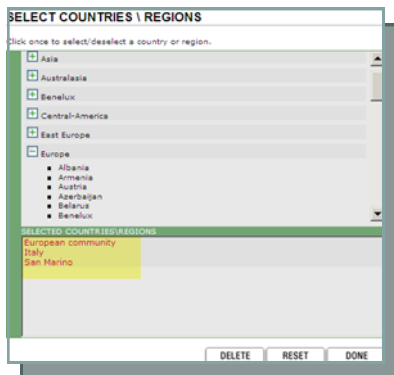 SELECT COUNTRIES \ REGIONS
Click once to select/deselect a country or region.
Asia
Australasia
Benelux
Central-America
East Europe
Europe
Albania
Armenia
Austria
Azerbaijan
Belarus
Benelux
SELECTED COUNTRIES\REGIONS
European community
Italy
San Marino
DELETE RESET DONE